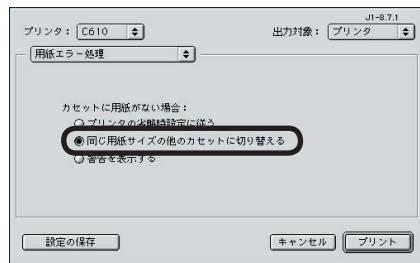 J1-8.7.1
プリンタ： C610 出力対象： プリンタ
用紙エラー処理
カセットに用紙がない場合：
プリンタの省略時設定に従う
同じ用紙サイズの他のカセットに切り替える
警告を表示する
設定の保存 キャンセル プリント